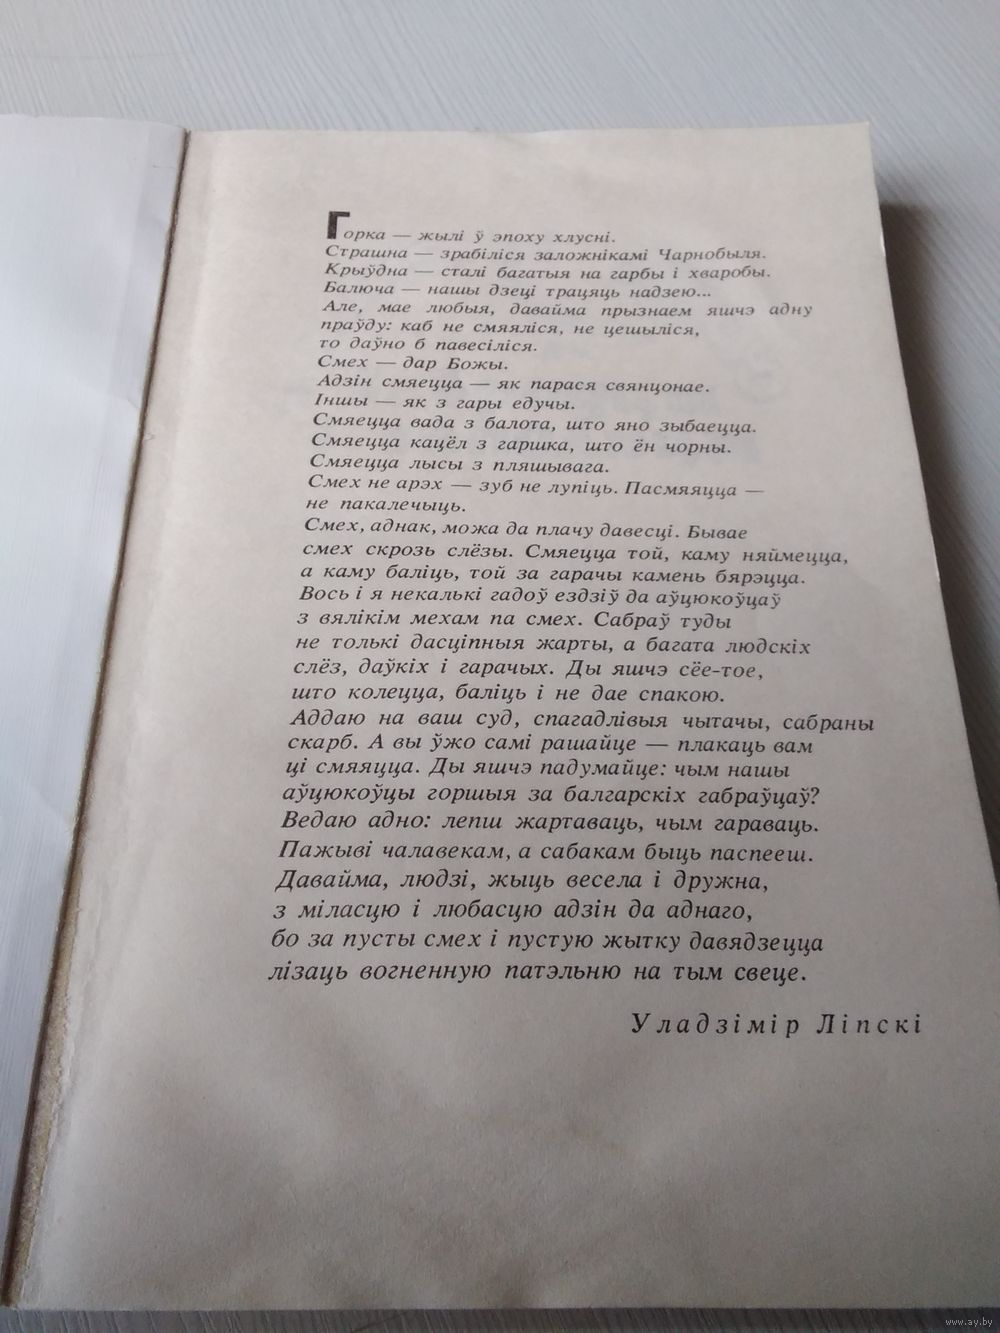 Горка — жылі ў эпоху хлусні.
Страшна — зрабіліся заложнікамі Чарнобыля.
Крыўдна — сталі багатыя на гарбы і хваробы.
Балюча — нашы дзеці трацяць надзею...
Але, мае любыя, давайма прызнаем яшчэ адну
праўду: каб не смяяліся, не цешыліся,
то даўно б павесіліся.
Смех — дар Божы.
Адзін смяецца — як парася свянцонае.
Іншы — як з гары едучы.
Смяецца вада з балота, што яно зыбаецца.
Смяецца кацёл з гаршка, што ён чорны.
Смяецца лысы з пляшывага.
Смех не арэх — зуб не лупіць. Пасмяяцца —
не пакалечыць.
Смех, аднак, можа да плачу давесці. Бывае
смех скрозь слёзы. Смяецца той, каму няймецца,
а каму баліць, той за гарачы камень бярэцца.
Вось і я некалькі гадоў ездзіў да аўцюкоўцаў
з вялікім мехам па смех. Сабраў туды
не толькі дасціпныя жарты, а багата людскіх
слёз, даўкіх і гарачых. Ды яшчэ сёе-тое,
што колецца, баліць і не дае спакою.
Аддаю на ваш суд, спагадлівыя чытачы, сабраны
скарб. А вы ўжо самі рашайце — плакаць вам
ці смяяцца. Ды яшчэ падумайце: чым нашы
аўцюкоўцы горшыя за балгарскіх габраўцаў?
Ведаю адно: лепш жартаваць, чым гараваць.
Пажыві чалавекам, а сабакам быць паспееш.
Давайма, людзі, жыць весела і дружна,
з міласцю і любасцю адзін да аднаго,
бо за пусты смех і пустую жытку давядзецца
лізаць вогненную патэльню на тым свеце.
Уладзімір Ліпскі
www.ay.by